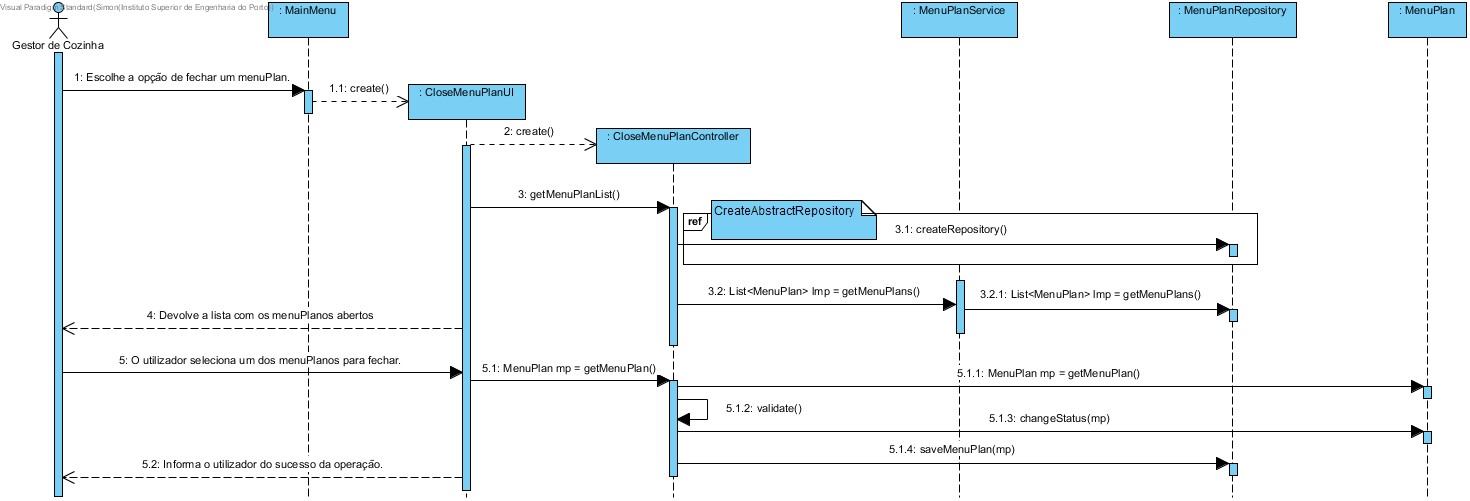 Visual Paradigm Standard(Simon(Instituto Superior de Engenharia do Porto))
: MainMenu
: MenuPlanService
: MenuPlanRepository
: MenuPlan
Gestor de Cozinha
1: Escolhe a opção de fechar um menuPlan.
1.1: create()
: CloseMenuPlanUI
2: create()
: CloseMenuPlanController
3: getMenuPlanList()
ref
CreateAbstractRepository
3.1: createRepository()
3.2: List<MenuPlan> lmp = getMenuPlans()
3.2.1: List<MenuPlan> lmp = getMenuPlans()
4: Devolve a lista com os menuPlanos abertos
5: O utilizador seleciona um dos menuPlanos para fechar.
5.1: MenuPlan mp = getMenuPlan()
5.1.1: MenuPlan mp = getMenuPlan()
5.1.2: validate()
5.1.3: changeStatus(mp)
5.1.4: saveMenuPlan(mp)
5.2: Informa o utilizador do sucesso da operação.